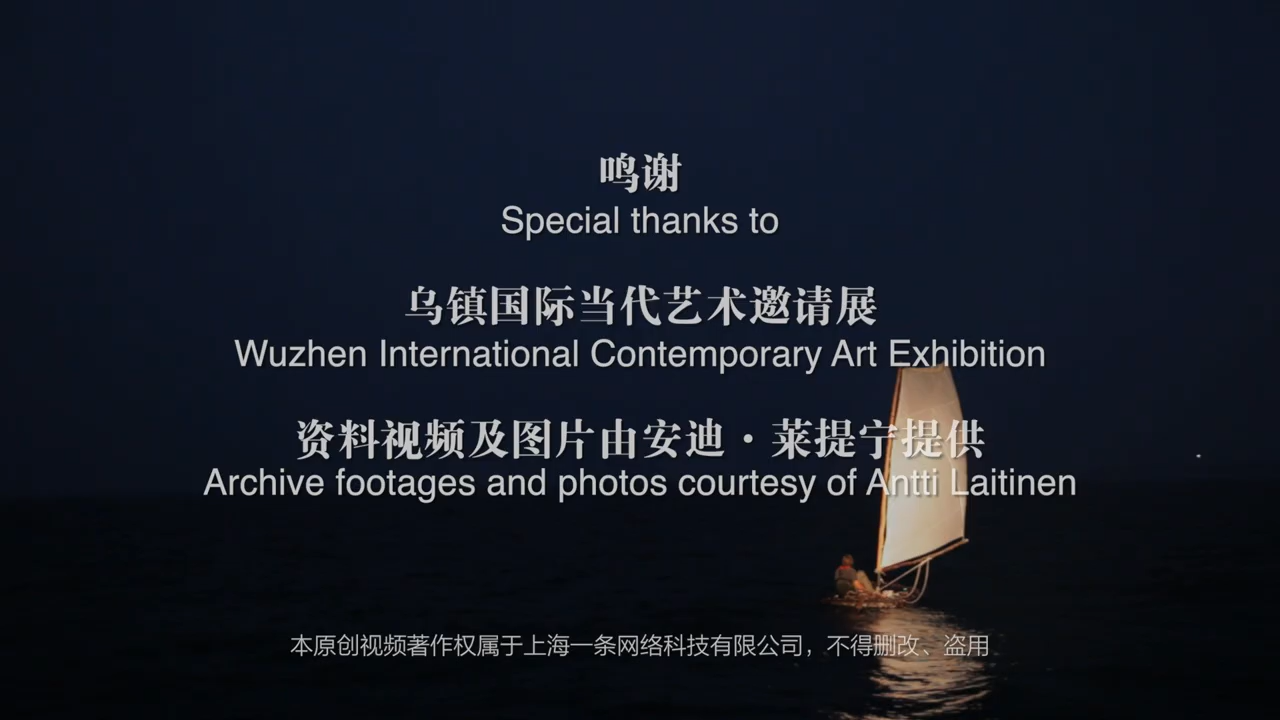 鸣谢
Special thanks to
乌镇国际当代艺术邀请展
Wuzhen International Contemporary Art Exhibition
资料视频及图片由安迪·莱提宁提供
Archive footages and photos courtesy of Antti Laitinen
本原创视频著作权属于上海一条网络科技有限公司，不得删改、盗用